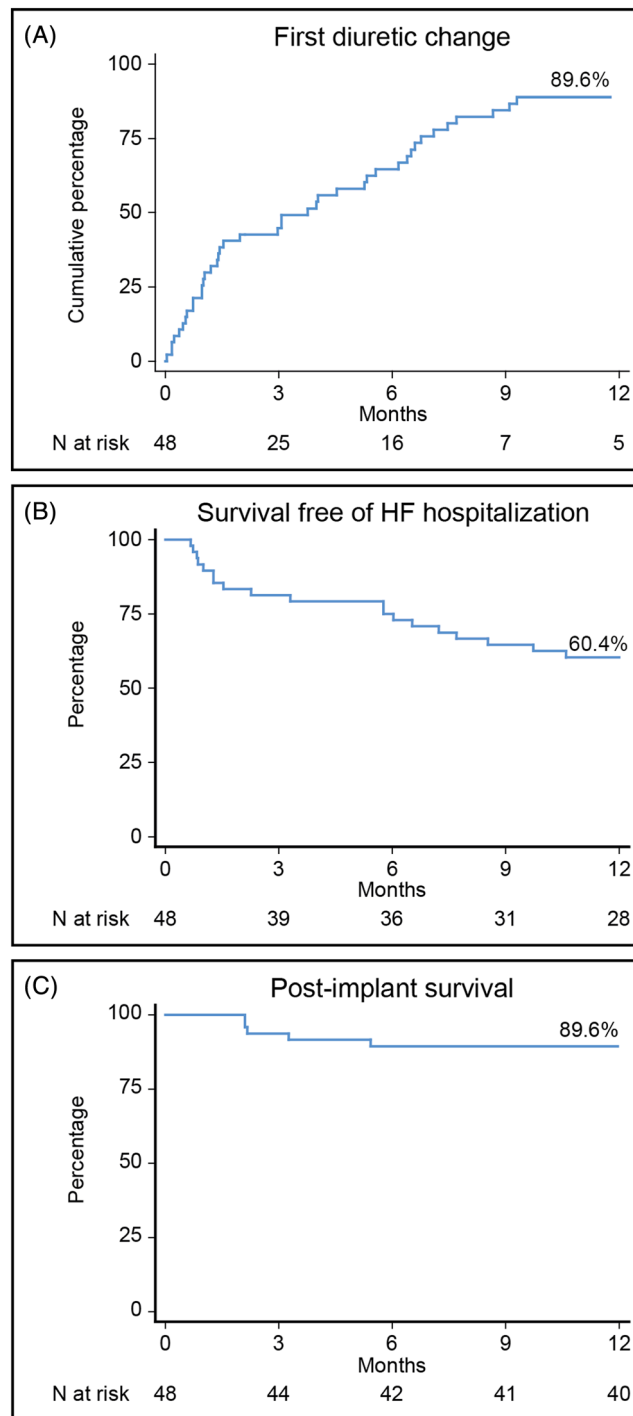 (A) First diuretic change
100
75
50
25
0
Cumulative percentage
89.6%
0 3 6 9 12
Months
N at risk 48 25 16 7 5
(B) Survival free of HF hospitalization
100
75
50
25
0
Percentage
60.4%
0 3 6 9 12
Months
N at risk 48 39 36 31 28
(C) Post-implant survival
100
75
50
25
0
Percentage
89.6%
0 3 6 9 12
Months
N at risk 48 44 42 41 40